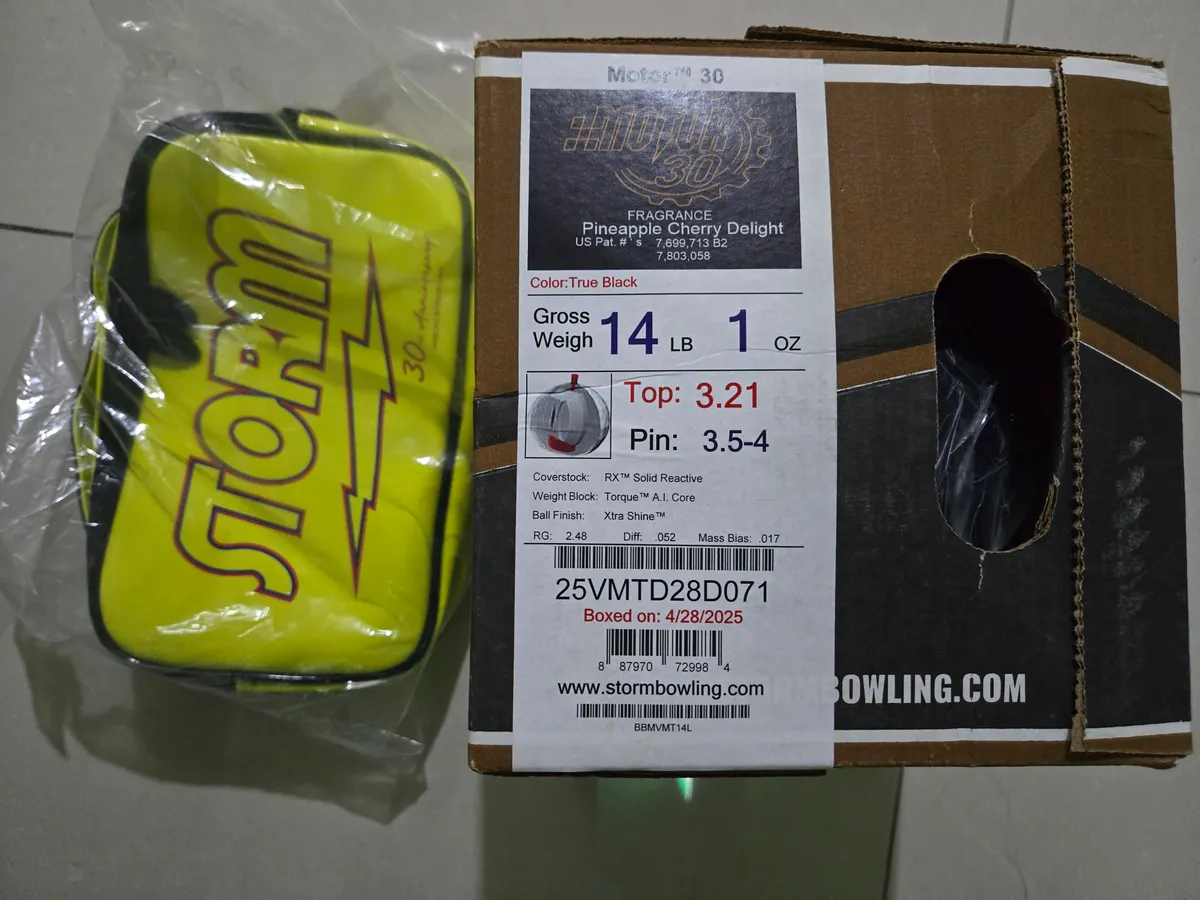 STORM
30th Anniversary
Motor™ 30
#MOTOR
30
FRAGRANCE
Pineapple Cherry Delight
US Pat. # ' s 7,699,713 B2
7,803,058
Color:True Black
Gross
Weigh 14 LB 1 OZ
Top: 3.21
Pin: 3.5-4
Coverstock: RX™ Solid Reactive
Weight Block: Torque™ A.I. Core
Ball Finish: Xtra Shine™
RG: 2.48 Diff: .052 Mass Bias: .017
25VMTD28D071
Boxed on: 4/28/2025
8 87970 72998 4
www.stormbowling.com
BBMVMT14L
RMBOWLING.COM